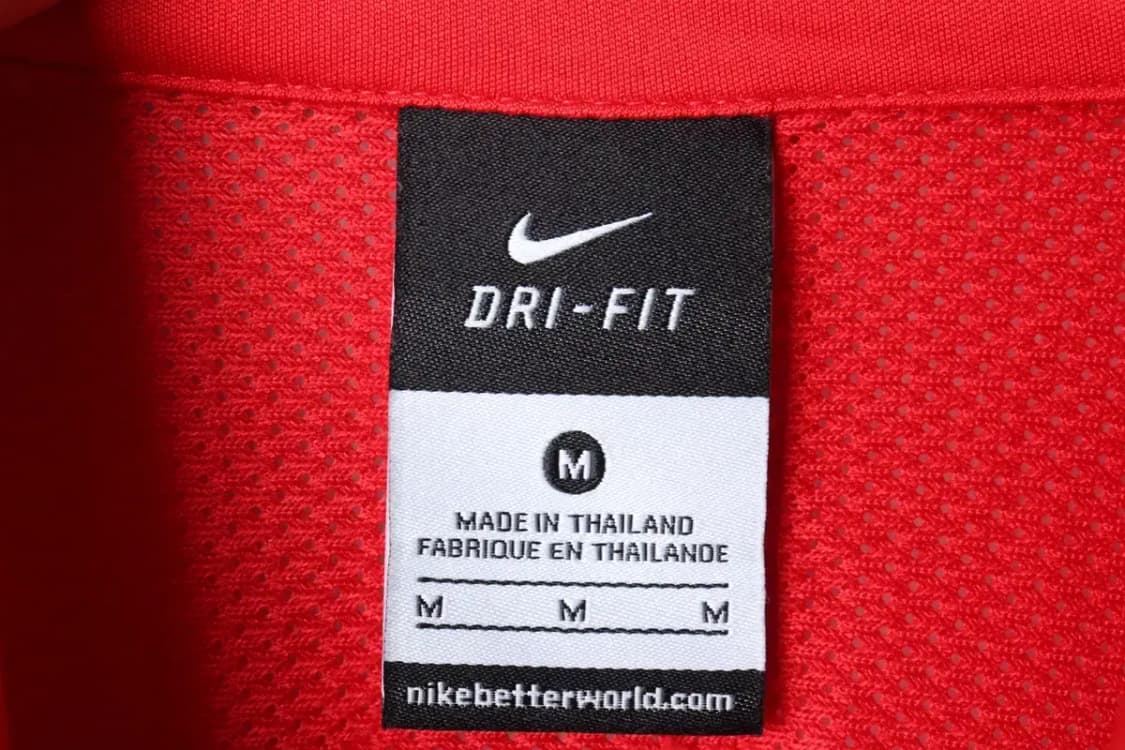 DRI-FIT
M
MADE IN THAILAND
FABRIQUE EN THAILANDE
M M M
nikebetterworld.com